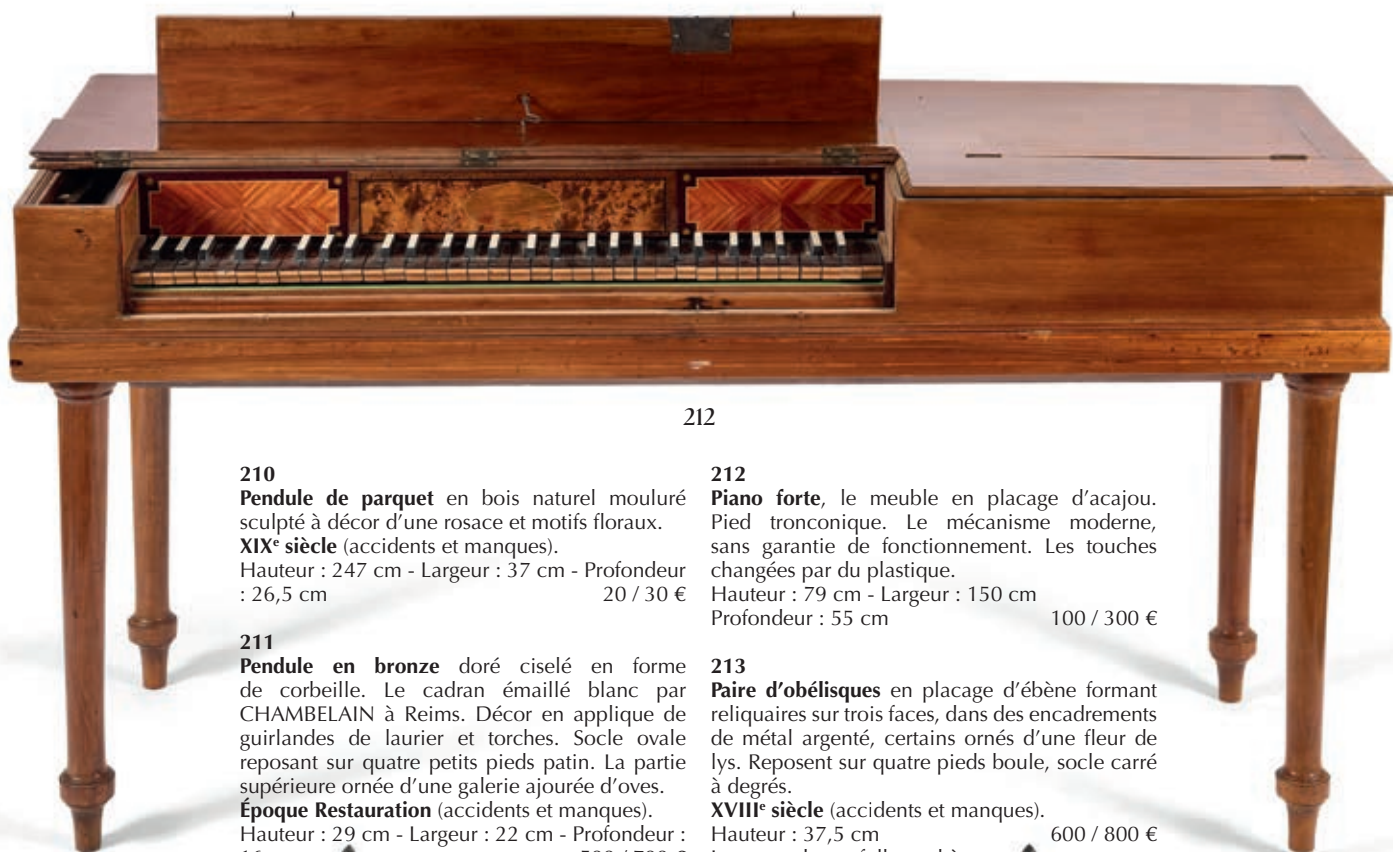 212
210
Pendule de parquet en bois naturel mouluré
sculpté à décor d'une rosace et motifs floraux.
XIXe siècle (accidents et manques).
Hauteur : 247 cm - Largeur : 37 cm - Profondeur
: 26,5 cm 20 / 30 €
211
Pendule en bronze doré ciselé en forme
de corbeille. Le cadran émaillé blanc par
CHAMBELAIN à Reims. Décor en applique de
guirlandes de laurier et torches. Socle ovale
reposant sur quatre petits pieds patin. La partie
supérieure ornée d'une galerie ajourée d'oves.
Époque Restauration (accidents et manques).
Hauteur : 29 cm - Largeur : 22 cm - Profondeur :
212
Piano forte, le meuble en placage d'acajou.
Pied tronconique. Le mécanisme moderne,
sans garantie de fonctionnement. Les touches
changées par du plastique.
Hauteur : 79 cm - Largeur : 150 cm
Profondeur : 55 cm 100 / 300 €
213
Paire d'obélisques en placage d'ébène formant
reliquaires sur trois faces, dans des encadrements
de métal argenté, certains ornés d'une fleur de
lys. Reposent sur quatre pieds boule, socle carré
à degrés.
XVIIIe siècle (accidents et manques).
Hauteur : 37,5 cm 600 / 800 €